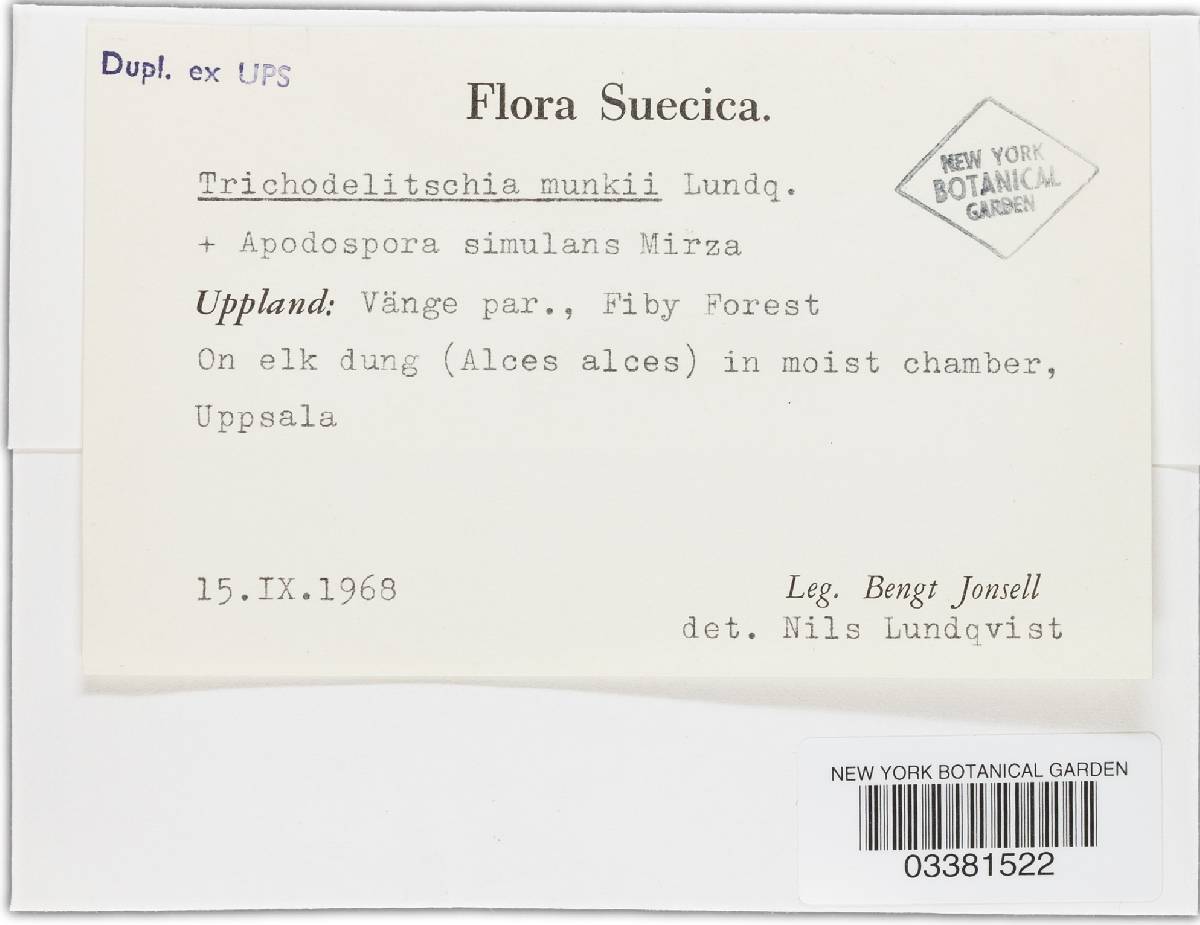 Dupl. ex UPS
Flora Suecica.
NEW YORK
BOTANICAL
GARDEN
Trichodelitschia munkii Lundq.
+ Apodospora simulans Mirza
Uppland: Vänge par., Fiby Forest
On elk dung (Alces alces) in moist chamber,
Uppsala
15.IX.1968
Leg. Bengt Jonsell
det. Nils Lundqvist
NEW YORK BOTANICAL GARDEN
03381522